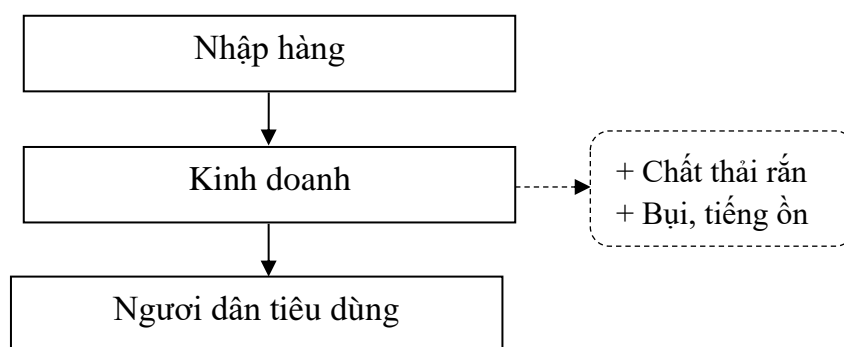 Nhập hàng
Kinh doanh
+ Chất thải rắn
+ Bụi, tiếng ồn
Ngươi dân tiêu dùng